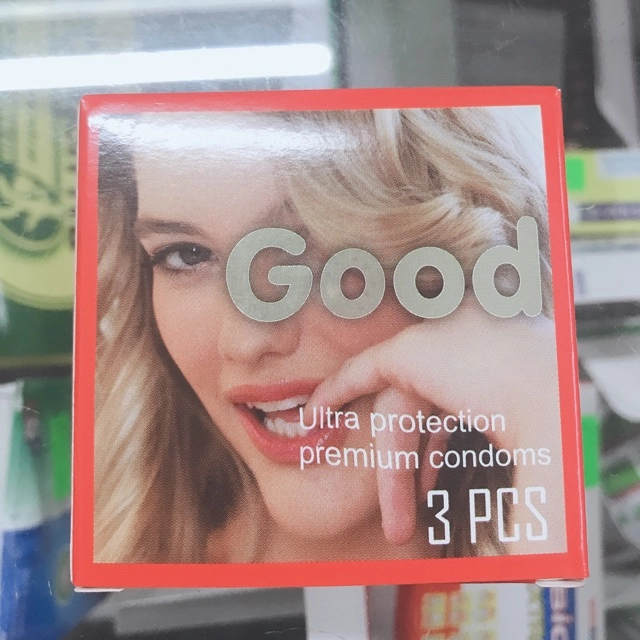 Good
Ultra protection
premium condoms
3 PCS